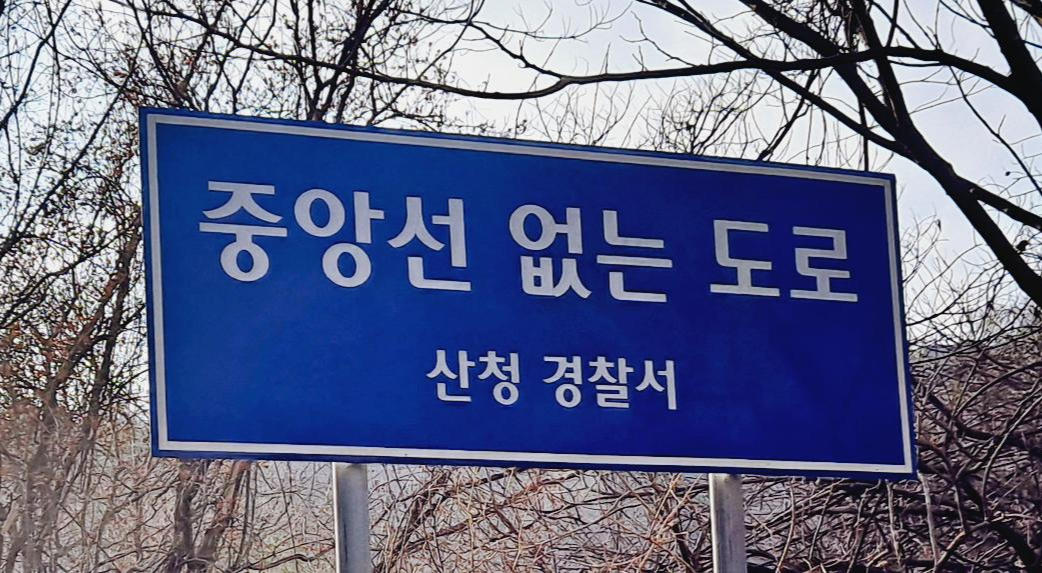 중앙선 없는 도로
산청 경찰서